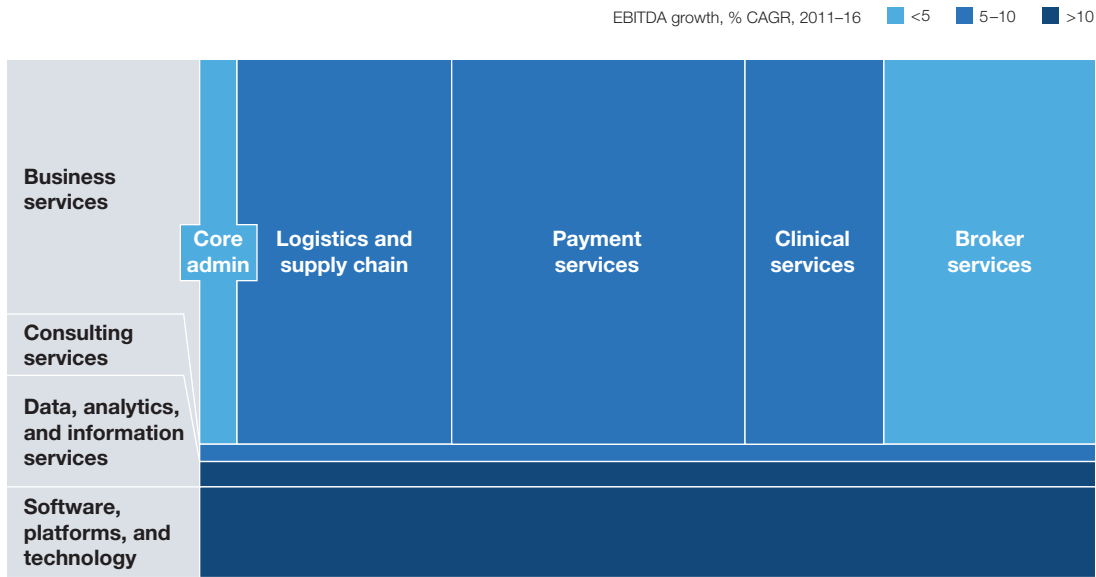 EBITDA growth, % CAGR, 2011–16 <5 5–10 >10
Business
services
Core
admin
Logistics and
supply chain
Payment
services
Clinical
services
Broker
services
Consulting
services
Data, analytics,
and information
services
Software,
platforms, and
technology